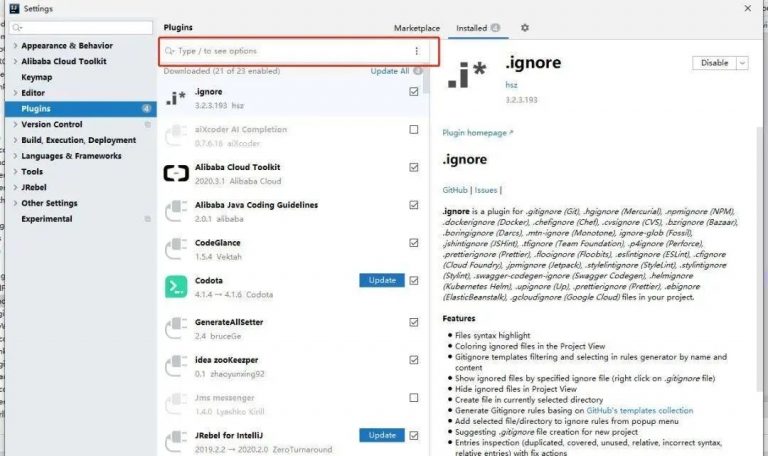 Settings
Plugins
Marketplace
Installed 4
Type / to see options
Appearance & Behavior
Alibaba Cloud Toolkit
Keymap
Editor
Plugins 4
Version Control
Build, Execution, Deployment
Languages & Frameworks
Tools
JRebel
Other Settings
Experimental
Downloaded (21 of 23 enabled)
Update All
.i*
.ignore
3.2.3.193 hsz
aiXcoder AI Completion
0.7.6.16 aiXcoder
Alibaba Cloud Toolkit
2020.3.1 Alibaba Cloud
Alibaba Java Coding Guidelines
2.0.1 alibaba
CodeGlance
1.5.4 Vektah
Codota
4.1.4 → 4.1.6 Codota
Update
GenerateAllSetter
2.4 bruceGe
idea zooKeezper
0.1 zhaoyunxing92
Jms messenger
1.4.0 Lyashko Kirill
JRebel for IntelliJ
2019.2.2 → 2020.2.0 ZeroTurnaround
Update
.i*
.ignore
hsz
3.2.3.193
Disable
Plugin homepage
.ignore
GitHub | Issues |
.ignore is a plugin for .gitignore (Git), .hgignore (Mercurial), .npmignore (NPM),
.dockerignore (Docker), .chefignore (Chef), .cvsignore (CVS), .bzrignore (Bazaar),
.boringignore (Darcs), .mtn-ignore (Monotone), ignore-glob (Fossil),
.jshintignore (JSHint), .tfignore (Team Foundation), .p4ignore (Perforce),
.prettierignore (Prettier), .flooignore (Floobits), .eslintignore (ESLint), .cfignore
(Cloud Foundry), .jpmignore (Jetpack), .stylelintignore (StyleLint), .stylintignore
(Stylint), .swagger-codegen-ignore (Swagger Codegen), .helmignore
(Kubernetes Helm), .upignore (Up), .prettierignore (Prettier), .ebignore
(ElasticBeanstalk), .gcloudignore (Google Cloud) files in your project.
Features
Files syntax highlight
Coloring ignored files in the Project View
Gitignore templates filtering and selecting in rules generator by name and
content
Show ignored files by specified ignore file (right click on .gitignore file)
Hide ignored files in Project View
Create file in currently selected directory
Generate Gitignore rules basing on GitHub's templates collection
Add selected file/directory to ignore rules from popup menu
Suggesting .gitignore file creation for new project
Entries inspection (duplicated, covered, unused, relative, incorrect syntax,
relative entries) with fix actions